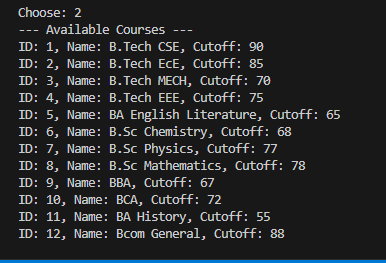 Choose: 2
--- Available Courses ---
ID: 1, Name: B.Tech CSE, Cutoff: 90
ID: 2, Name: B.Tech EcE, Cutoff: 85
ID: 3, Name: B.Tech MECH, Cutoff: 70
ID: 4, Name: B.Tech EEE, Cutoff: 75
ID: 5, Name: BA English Literature, Cutoff: 65
ID: 6, Name: B.Sc Chemistry, Cutoff: 68
ID: 7, Name: B.Sc Physics, Cutoff: 77
ID: 8, Name: B.Sc Mathematics, Cutoff: 78
ID: 9, Name: BBA, Cutoff: 67
ID: 10, Name: BCA, Cutoff: 72
ID: 11, Name: BA History, Cutoff: 55
ID: 12, Name: Bcom General, Cutoff: 88